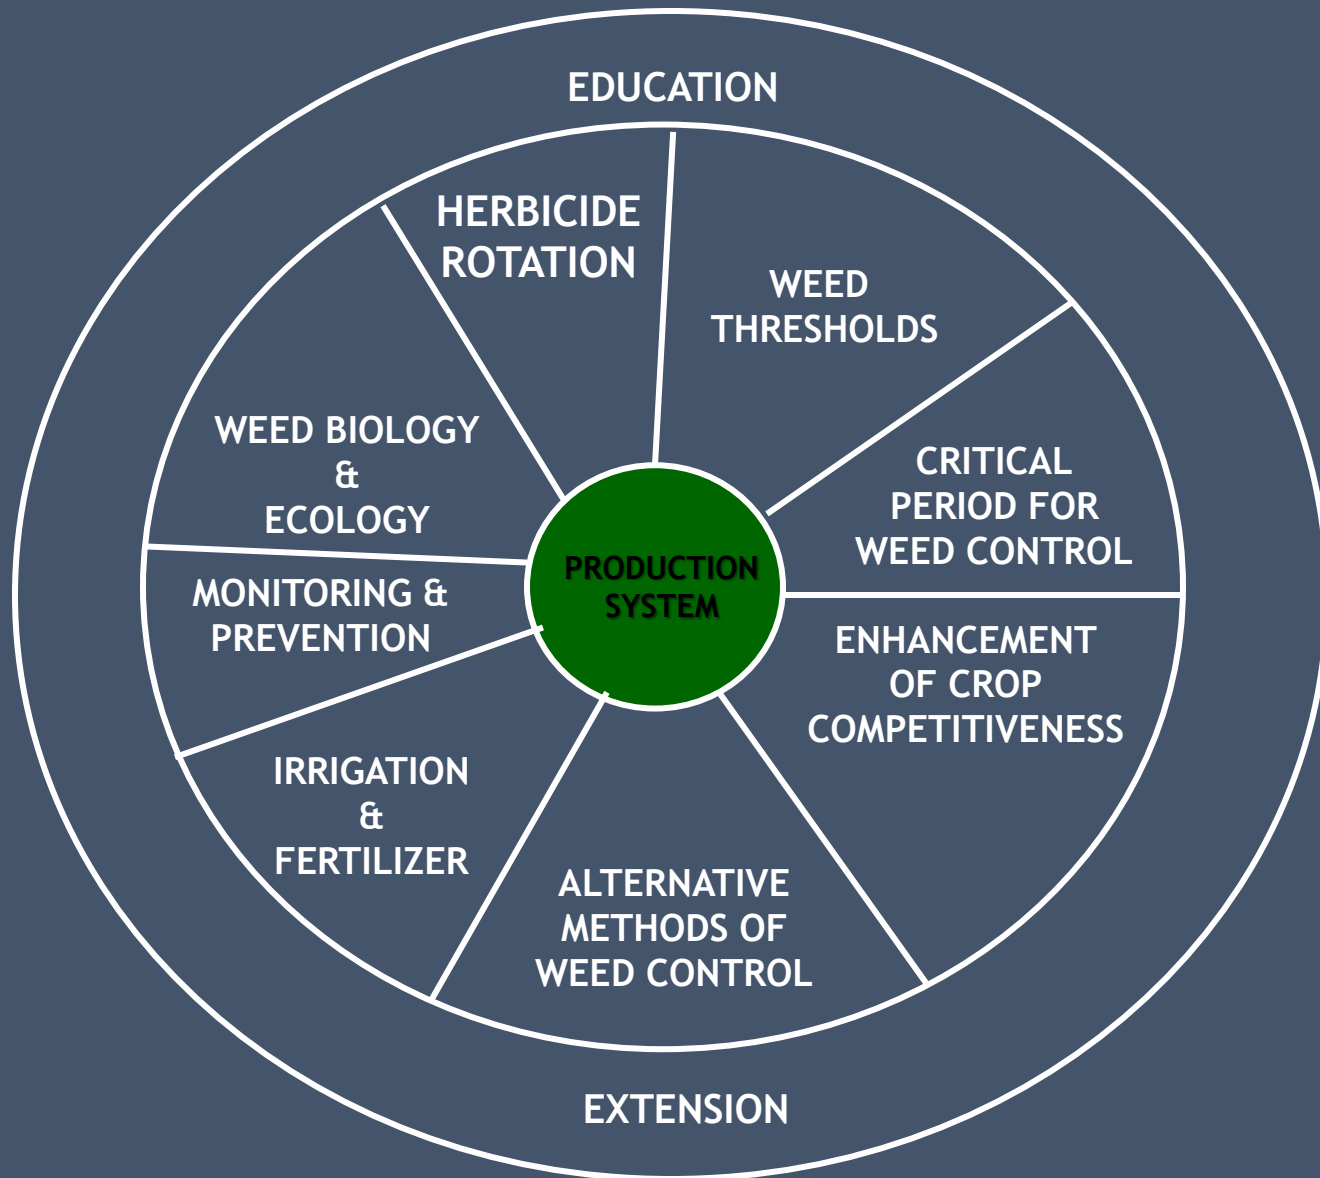 EDUCATION
HERBICIDE
ROTATION
WEED
THRESHOLDS
WEED BIOLOGY
&
ECOLOGY
CRITICAL
PERIOD FOR
WEED CONTROL
PRODUCTION
SYSTEM
MONITORING &
PREVENTION
ENHANCEMENT
OF CROP
COMPETITIVENESS
IRRIGATION
&
FERTILIZER
ALTERNATIVE
METHODS OF
WEED CONTROL
EXTENSION